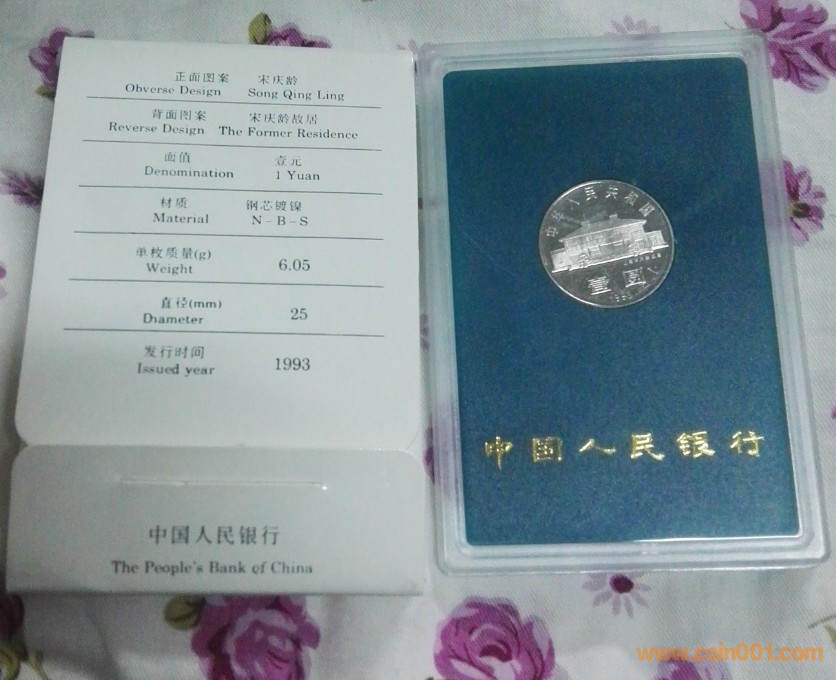 正面图案 宋庆龄
Obverse Design Song Qing Ling
背面图案 宋庆龄故居
Reverse Design The Former Residence
面值 壹元
Denomination 1 Yuan
材质 钢芯镀镍
Material N-B-S
单枚质量(g)
Weight 6.05
直径(mm)
Diameter 25
发行时间
Issued year 1993
中国人民银行
The People's Bank of China
中华人民共和国
壹圆
中国人民银行
www.coin001.com